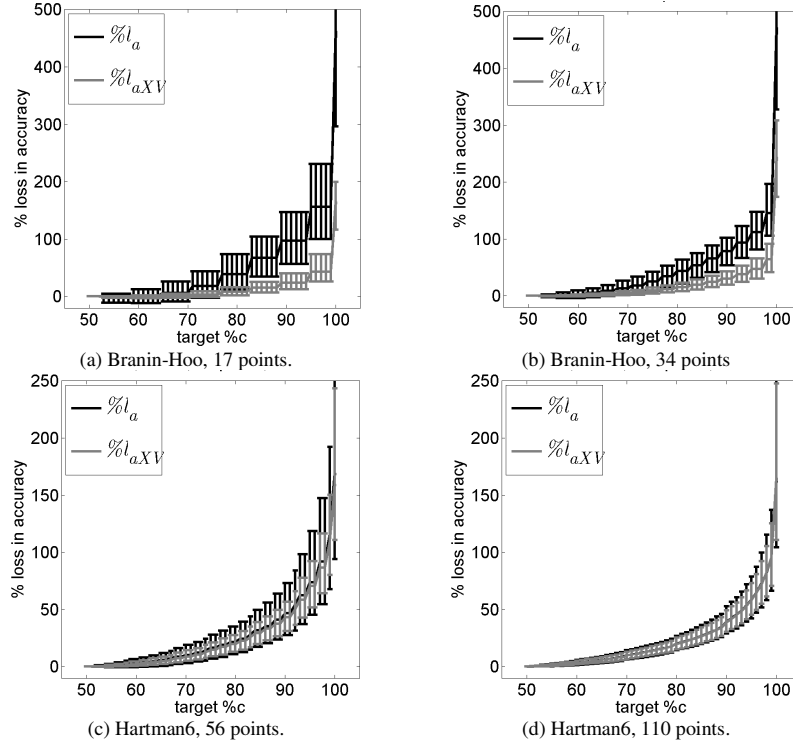 500
400
300
200
100
0
% loss in accuracy
%l_a
%l_aXV
50 60 70 80 90 100
target %c
(a) Branin-Hoo, 17 points.
500
400
300
200
100
0
% loss in accuracy
%l_a
%l_aXV
50 60 70 80 90 100
target %c
(b) Branin-Hoo, 34 points
250
200
150
100
50
0
% loss in accuracy
%l_a
%l_aXV
50 60 70 80 90 100
target %c
(c) Hartman6, 56 points.
250
200
150
100
50
0
% loss in accuracy
%l_a
%l_aXV
50 60 70 80 90 100
target %c
(d) Hartman6, 110 points.